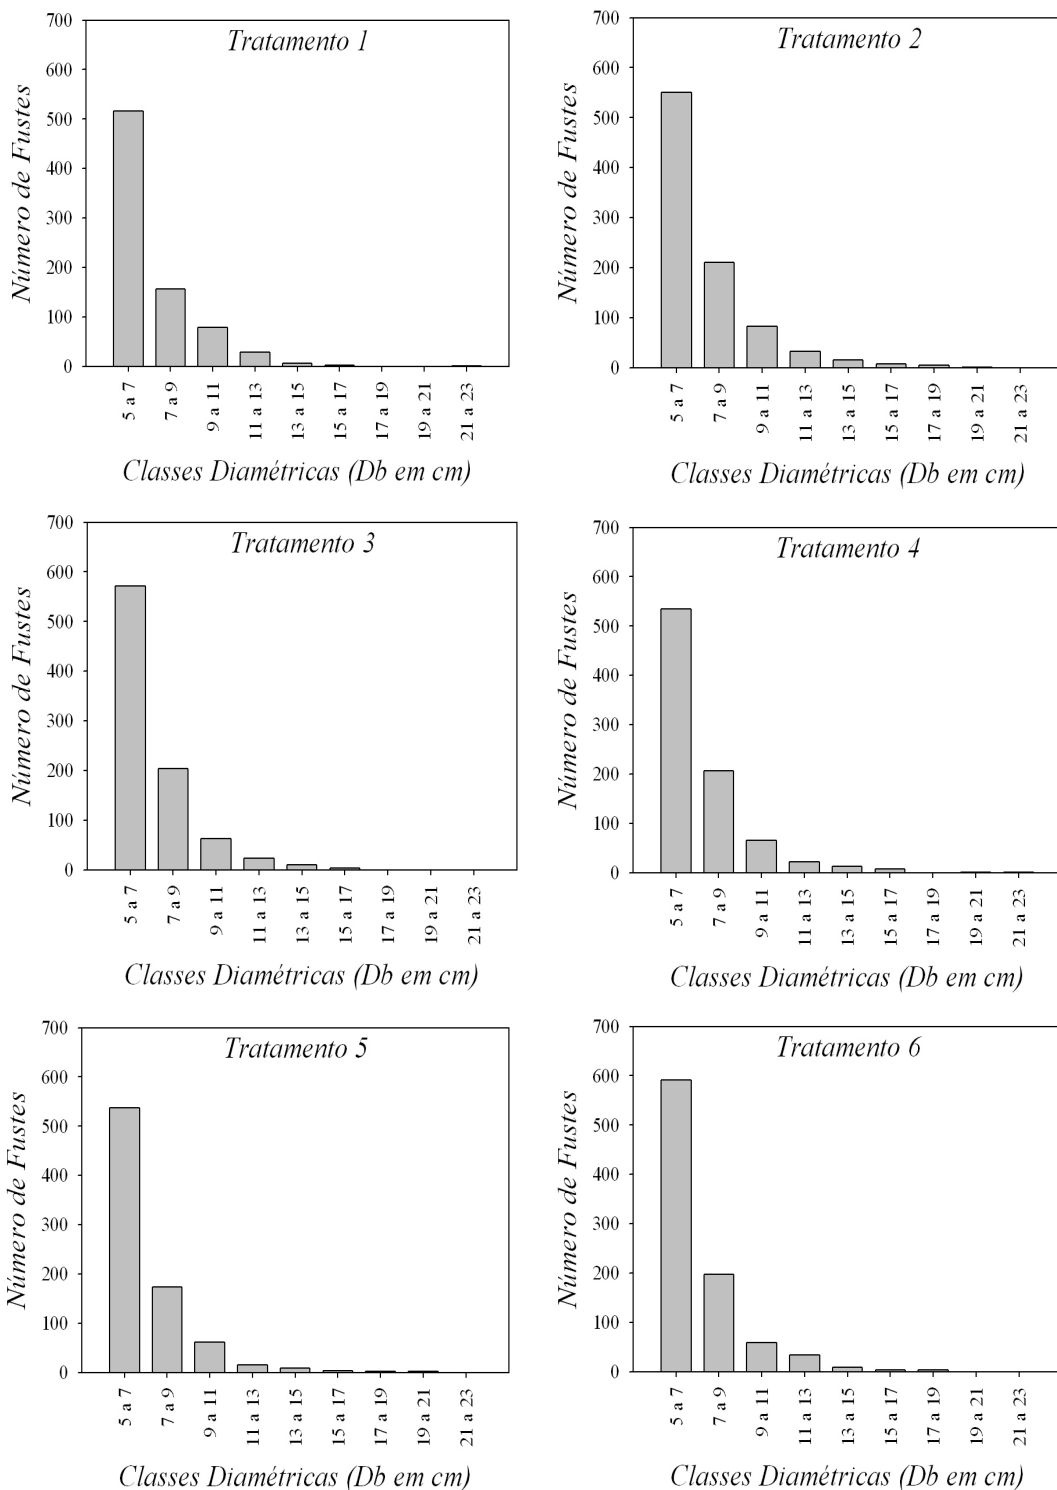 Tratamento 1
Número de Fustes
700
600
500
400
300
200
100
0
5 a 7
7 a 9
9 a 11
11 a 13
13 a 15
15 a 17
17 a 19
19 a 21
21 a 23
Classes Diamétricas (Db em cm)
Tratamento 2
Número de Fustes
700
600
500
400
300
200
100
0
5 a 7
7 a 9
9 a 11
11 a 13
13 a 15
15 a 17
17 a 19
19 a 21
21 a 23
Classes Diamétricas (Db em cm)
Tratamento 3
Número de Fustes
700
600
500
400
300
200
100
0
5 a 7
7 a 9
9 a 11
11 a 13
13 a 15
15 a 17
17 a 19
19 a 21
21 a 23
Classes Diamétricas (Db em cm)
Tratamento 4
Número de Fustes
700
600
500
400
300
200
100
0
5 a 7
7 a 9
9 a 11
11 a 13
13 a 15
15 a 17
17 a 19
19 a 21
21 a 23
Classes Diamétricas (Db em cm)
Tratamento 5
Número de Fustes
700
600
500
400
300
200
100
0
5 a 7
7 a 9
9 a 11
11 a 13
13 a 15
15 a 17
17 a 19
19 a 21
21 a 23
Classes Diamétricas (Db em cm)
Tratamento 6
Número de Fustes
700
600
500
400
300
200
100
0
5 a 7
7 a 9
9 a 11
11 a 13
13 a 15
15 a 17
17 a 19
19 a 21
21 a 23
Classes Diamétricas (Db em cm)